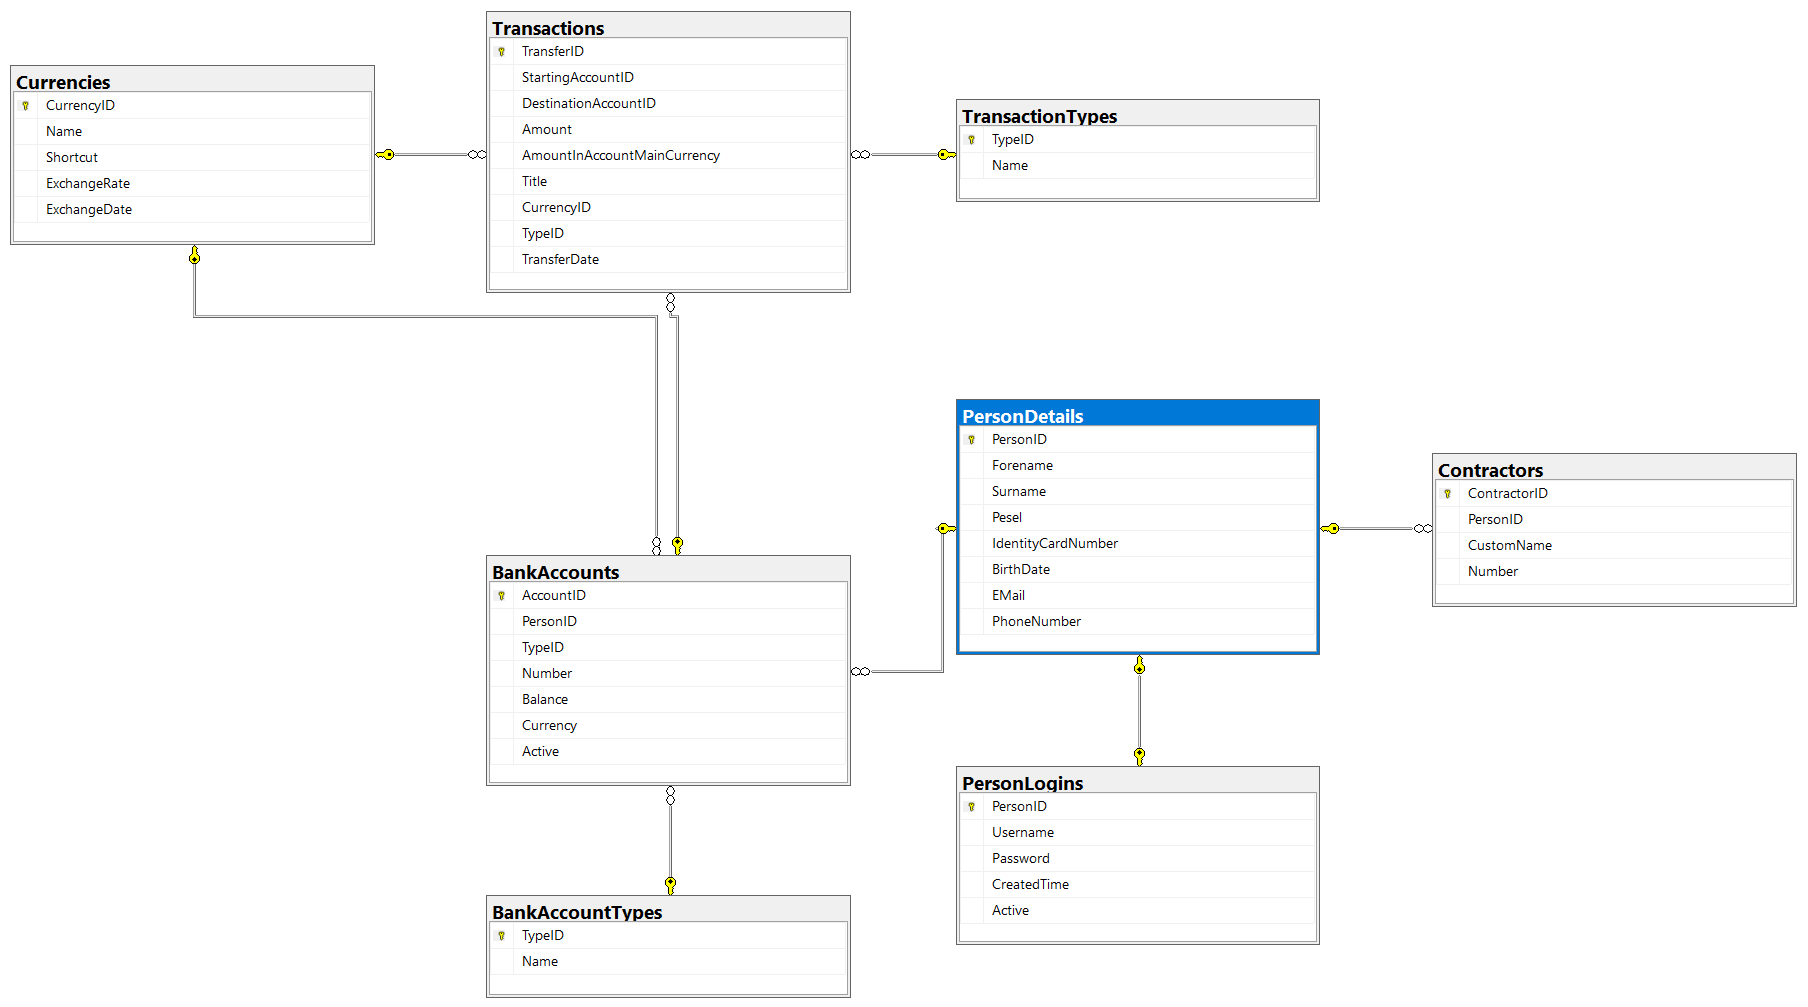 Transactions
TransferID
StartingAccountID
DestinationAccountID
Amount
AmountInAccountMainCurrency
Title
CurrencyID
TypeID
TransferDate
Currencies
CurrencyID
Name
Shortcut
ExchangeRate
ExchangeDate
TransactionTypes
TypeID
Name
PersonDetails
PersonID
Forename
Surname
Pesel
IdentityCardNumber
BirthDate
EMail
PhoneNumber
Contractors
ContractorID
PersonID
CustomName
Number
BankAccounts
AccountID
PersonID
TypeID
Number
Balance
Currency
Active
PersonLogins
PersonID
Username
Password
CreatedTime
Active
BankAccountTypes
TypeID
Name